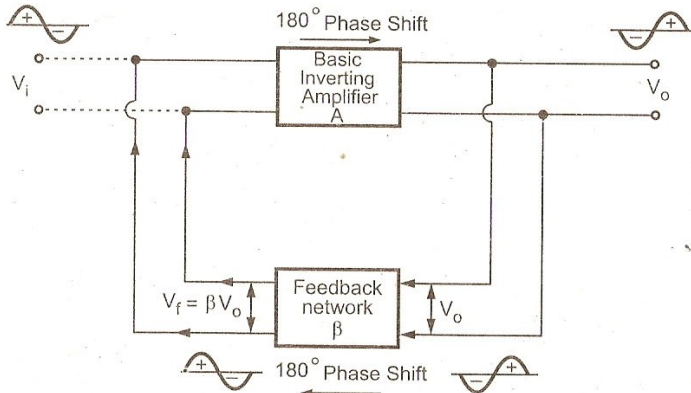 180° Phase Shift
+
−
+
−
Basic
Inverting
Amplifier
A
Vi
Vo
Feedback
network
β
Vf = βVo
Vo
+
−
180° Phase Shift
+
−